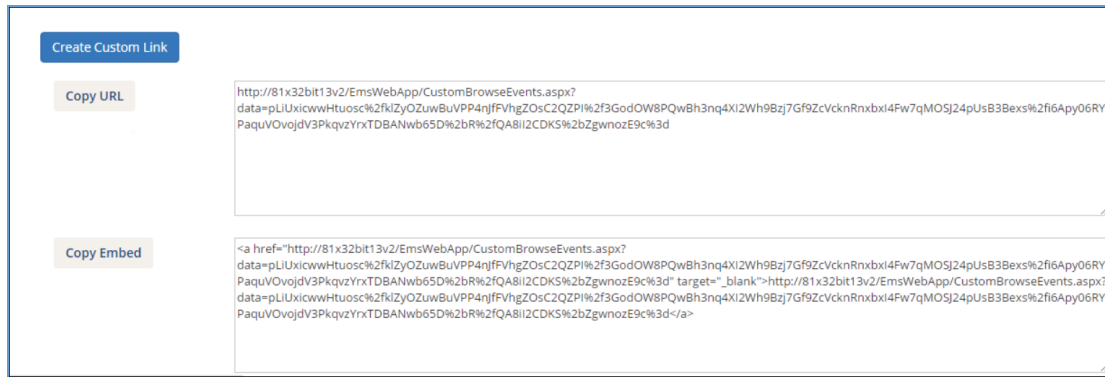 Create Custom Link
Copy URL
http://81x32bit13v2/EmsWebApp/CustomBrowseEvents.aspx?
data=pLiUxicwwHtuosc%2fklZyOZuwBuVPP4nJfFVhgZOsC2QZPI%2f3GodOW8PQwBh3nq4XI2Wh9Bzj7Gf9ZcVcknRnxbxI4Fw7qMOSJ24pUsB3Bexs%2fi6Apy06RY
PaquVOvojdV3PkqvzYrxTDBANwb65D%2bR%2fQA8iI2CDKS%2bZgwnozE9c%3d
Copy Embed
<a href="http://81x32bit13v2/EmsWebApp/CustomBrowseEvents.aspx?
data=pLiUxicwwHtuosc%2fklZyOZuwBuVPP4nJfFVhgZOsC2QZPI%2f3GodOW8PQwBh3nq4XI2Wh9Bzj7Gf9ZcVcknRnxbxI4Fw7qMOSJ24pUsB3Bexs%2fi6Apy06RY
PaquVOvojdV3PkqvzYrxTDBANwb65D%2bR%2fQA8iI2CDKS%2bZgwnozE9c%3d" target="_blank">http://81x32bit13v2/EmsWebApp/CustomBrowseEvents.aspx?
data=pLiUxicwwHtuosc%2fklZyOZuwBuVPP4nJfFVhgZOsC2QZPI%2f3GodOW8PQwBh3nq4XI2Wh9Bzj7Gf9ZcVcknRnxbxI4Fw7qMOSJ24pUsB3Bexs%2fi6Apy06RY
PaquVOvojdV3PkqvzYrxTDBANwb65D%2bR%2fQA8iI2CDKS%2bZgwnozE9c%3d</a>